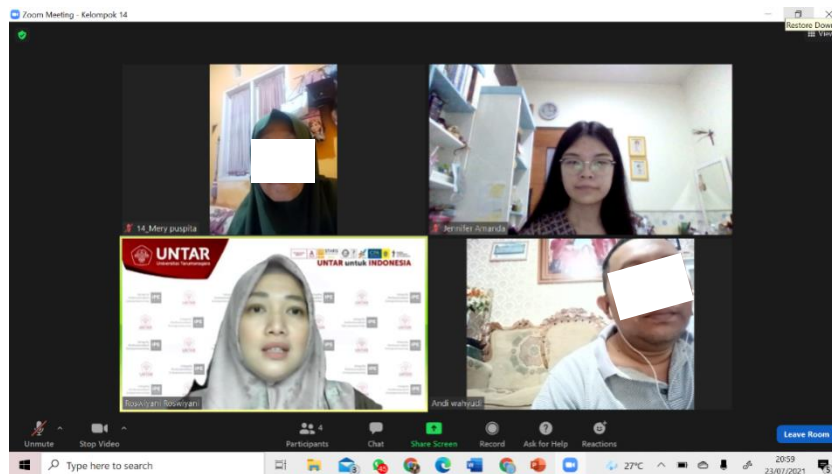 Zoom Meeting - Kelompok 14
Restore Down
View
14_Mery puspita
Jennifer Amanda
UNTAR
Universitas Tarumanagara
UNTAR untuk INDONESIA
Roswiyani Roswiyani
Andi wahyudi
Unmute
Stop Video
4
Participants
Chat
Share Screen
Record
Ask for Help
Reactions
Leave Room
Type here to search
27°C
20:59
23/07/2021